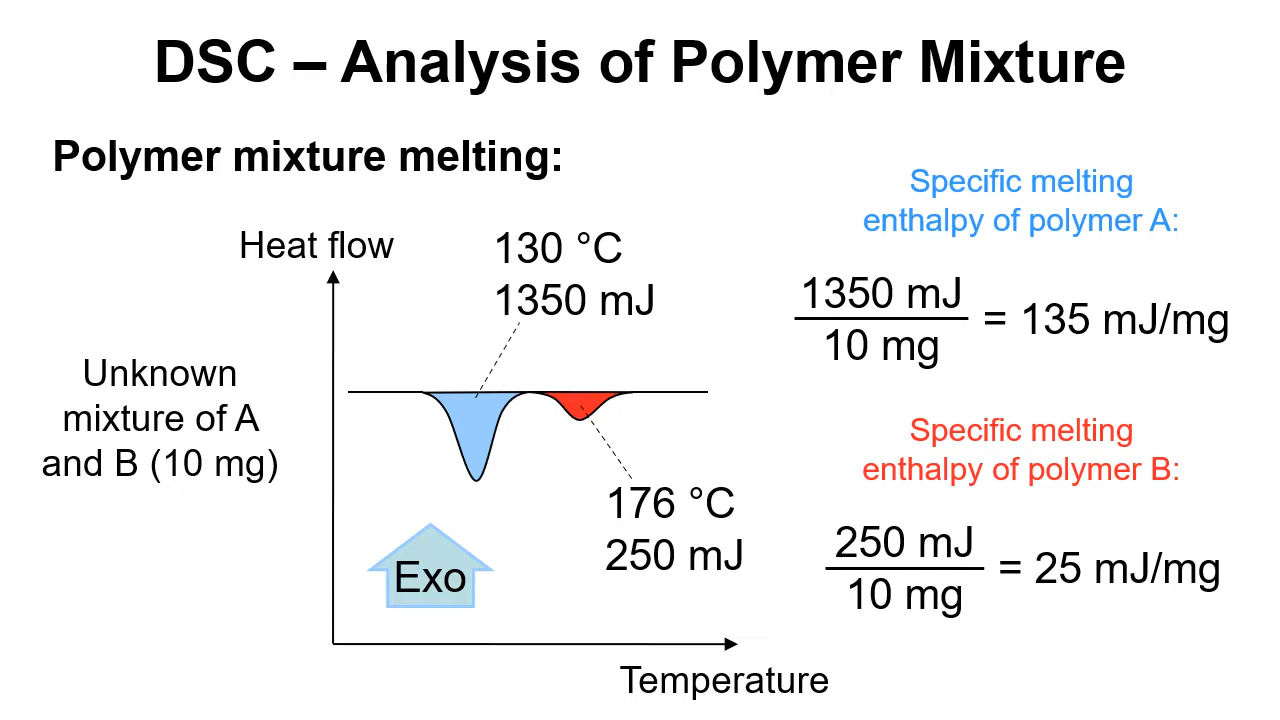 DSC – Analysis of Polymer Mixture
Polymer mixture melting:
Heat flow
130 °C
1350 mJ
Unknown
mixture of A
and B (10 mg)
176 °C
250 mJ
Exo
Temperature
Specific melting
enthalpy of polymer A:
1350 mJ
10 mg
= 135 mJ/mg
Specific melting
enthalpy of polymer B:
250 mJ
10 mg
= 25 mJ/mg